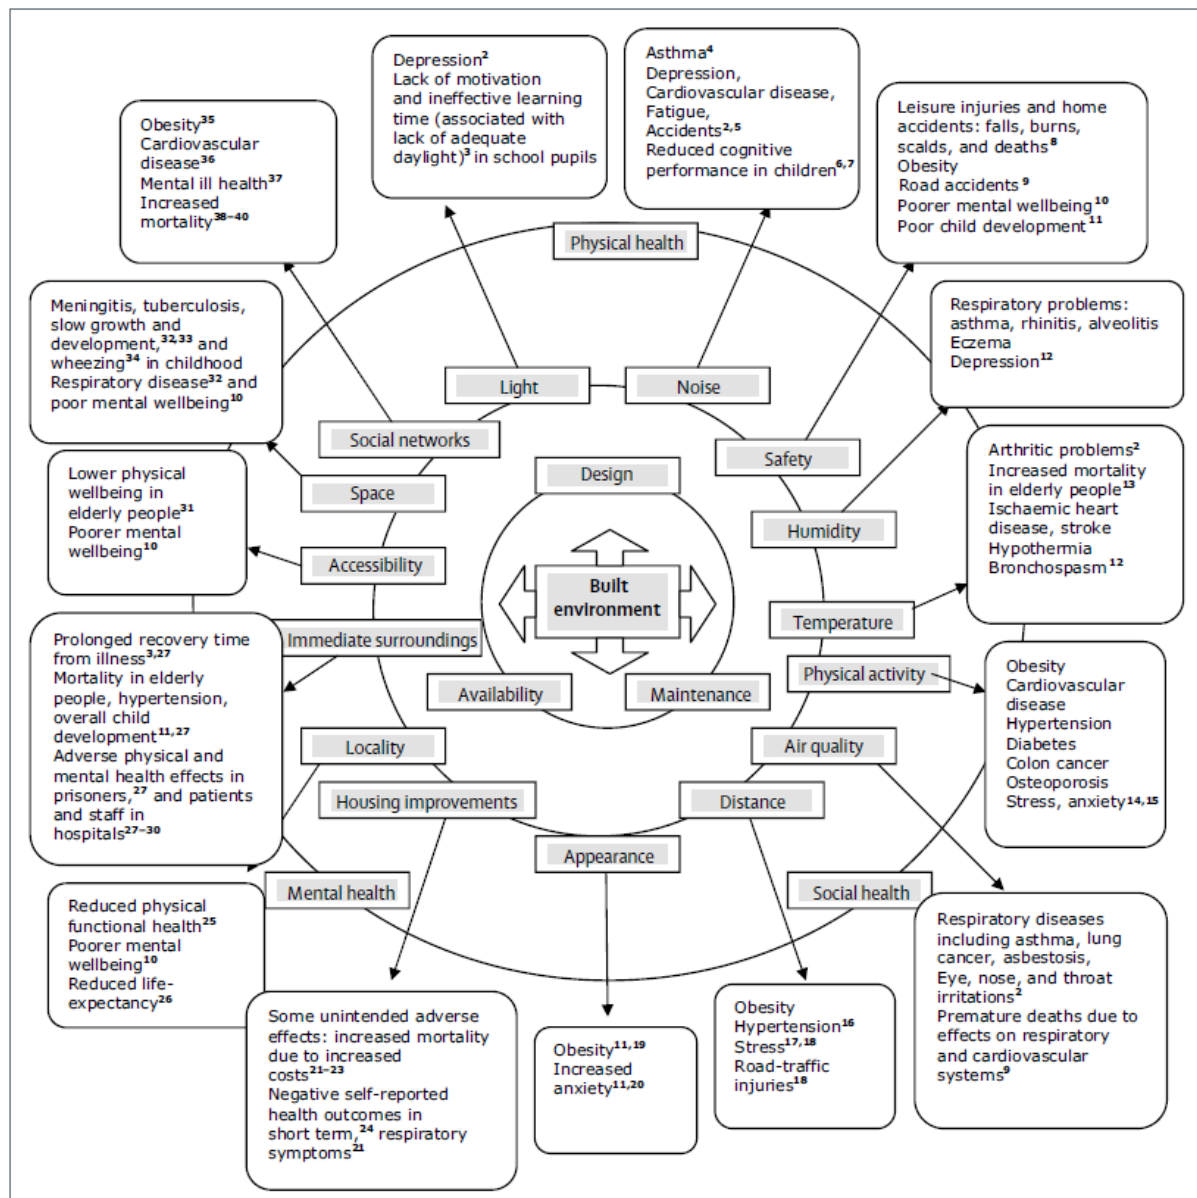 Depression²
Lack of motivation
and ineffective learning
time (associated with
lack of adequate
daylight)³ in school pupils
Asthma⁴
Depression,
Cardiovascular disease,
Fatigue,
Accidents²,⁵
Reduced cognitive
performance in children⁶,⁷
Leisure injuries and home
accidents: falls, burns,
scalds, and deaths⁸
Obesity
Road accidents ⁹
Poorer mental wellbeing ¹⁰
Poor child development ¹¹
Obesity³⁵
Cardiovascular
disease³⁶
Mental ill health³⁷
Increased
mortality³⁸⁻⁴⁰
Physical health
Meningitis, tuberculosis,
slow growth and
development,³²,³³ and
wheezing³⁴ in childhood
Respiratory disease³² and
poor mental wellbeing¹⁰
Respiratory problems:
asthma, rhinitis, alveolitis
Eczema
Depression¹²
Light
Noise
Social networks
Safety
Space
Design
Humidity
Lower physical
wellbeing in
elderly people³¹
Poorer mental
wellbeing¹⁰
Arthritic problems²
Increased mortality
in elderly people¹³
Ischaemic heart
disease, stroke
Hypothermia
Bronchospasm ¹²
Accessibility
Built
environment
Temperature
Immediate surroundings
Prolonged recovery time
from illness³,²⁷
Mortality in elderly
people, hypertension,
overall child
development¹¹,²⁷
Adverse physical and
mental health effects in
prisoners,²⁷ and patients
and staff in
hospitals²⁷⁻³⁰
Physical activity
Obesity
Cardiovascular
disease
Hypertension
Diabetes
Colon cancer
Osteoporosis
Stress, anxiety¹⁴,¹⁵
Availability
Maintenance
Locality
Air quality
Housing improvements
Distance
Appearance
Mental health
Social health
Reduced physical
functional health²⁵
Poorer mental
wellbeing¹⁰
Reduced life-
expectancy²⁶
Some unintended adverse
effects: increased mortality
due to increased
costs²¹⁻²³
Negative self-reported
health outcomes in
short term,²⁴ respiratory
symptoms²¹
Obesity¹¹,¹⁹
Increased
anxiety¹¹,²⁰
Obesity
Hypertension¹⁶
Stress¹⁷,¹⁸
Road-traffic
injuries¹⁸
Respiratory diseases
including asthma, lung
cancer, asbestosis,
Eye, nose, and throat
irritations²
Premature deaths due to
effects on respiratory
and cardiovascular
systems⁹